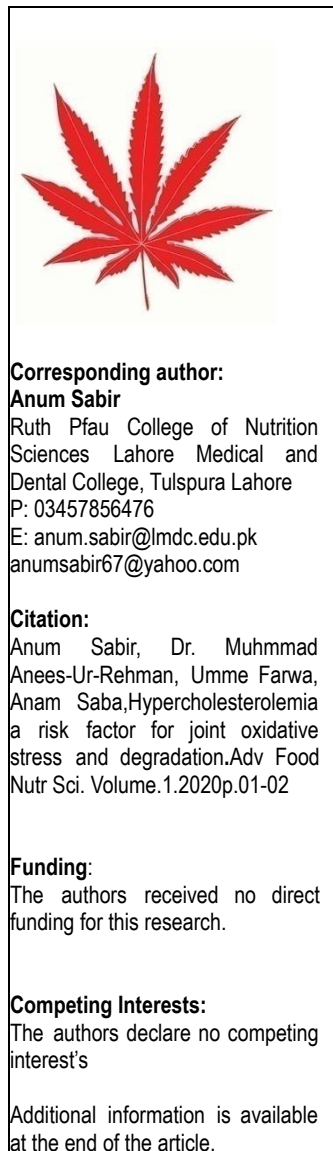 Corresponding author:
Anum Sabir
Ruth Pfau College of Nutrition
Sciences Lahore Medical and
Dental College, Tulspura Lahore
P: 03457856476
E: anum.sabir@lmdc.edu.pk
anumsabir67@yahoo.com
Citation:
Anum Sabir, Dr. Muhmmad
Anees-Ur-Rehman, Umme Farwa,
Anam Saba,Hypercholesterolemia
a risk factor for joint oxidative
stress and degradation.Adv Food
Nutr Sci. Volume.1.2020p.01-02
Funding:
The authors received no direct
funding for this research.
Competing Interests:
The authors declare no competing
interest's
Additional information is available
at the end of the article.